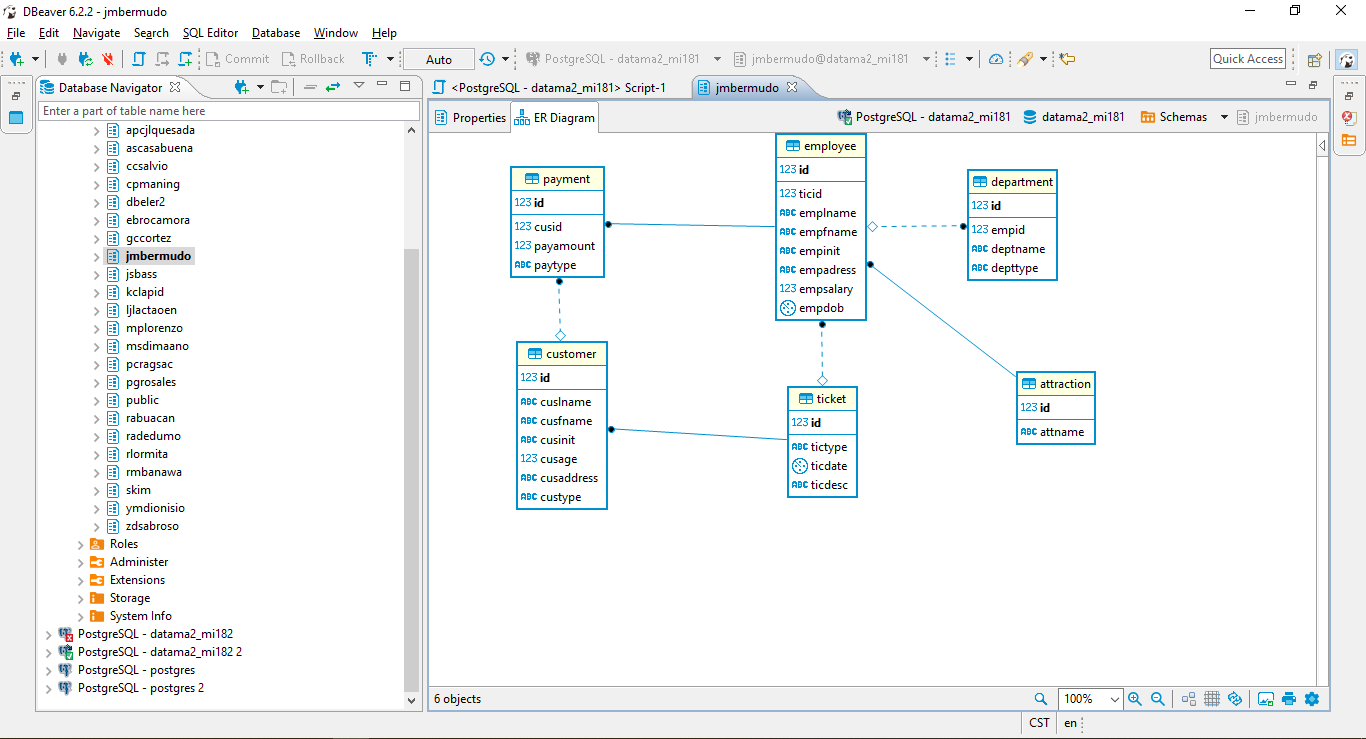 DBeaver 6.2.2 - jmbermudo
File Edit Navigate Search SQL Editor Database Window Help
Commit Rollback Auto PostgreSQL - datama2_mi181 jmbermudo@datama2_mi181 Quick Access
Database Navigator
<PostgreSQL - datama2_mi181> Script-1
jmbermudo
Enter a part of table name here
apcjlquesada
ascasabuena
ccsalvio
cpmaning
dbeler2
ebrocamora
gccortez
jmbermudo
jsbass
kclapid
ljlactaoen
mplorenzo
msdimaano
pcragsac
pgrosales
public
rabuacan
radedumo
rlormita
rmbanawa
skim
ymdionisio
zdsabroso
Roles
Administer
Extensions
Storage
System Info
PostgreSQL - datama2_mi182
PostgreSQL - datama2_mi182 2
PostgreSQL - postgres
PostgreSQL - postgres 2
Properties ER Diagram
PostgreSQL - datama2_mi181 datama2_mi181 Schemas jmbermudo
payment
123 id
123 cusid
123 payamount
ABC paytype
employee
123 id
123 ticid
ABC emplname
ABC empfname
ABC empinit
ABC empadress
123 empsalary
empdob
department
123 id
123 empid
ABC deptname
ABC depttype
customer
123 id
ABC cuslname
ABC cusfname
ABC cusinit
123 cusage
ABC cusaddress
ABC custype
ticket
123 id
ABC tictype
ticdate
ABC ticdesc
attraction
123 id
ABC attname
6 objects
100%
CST en